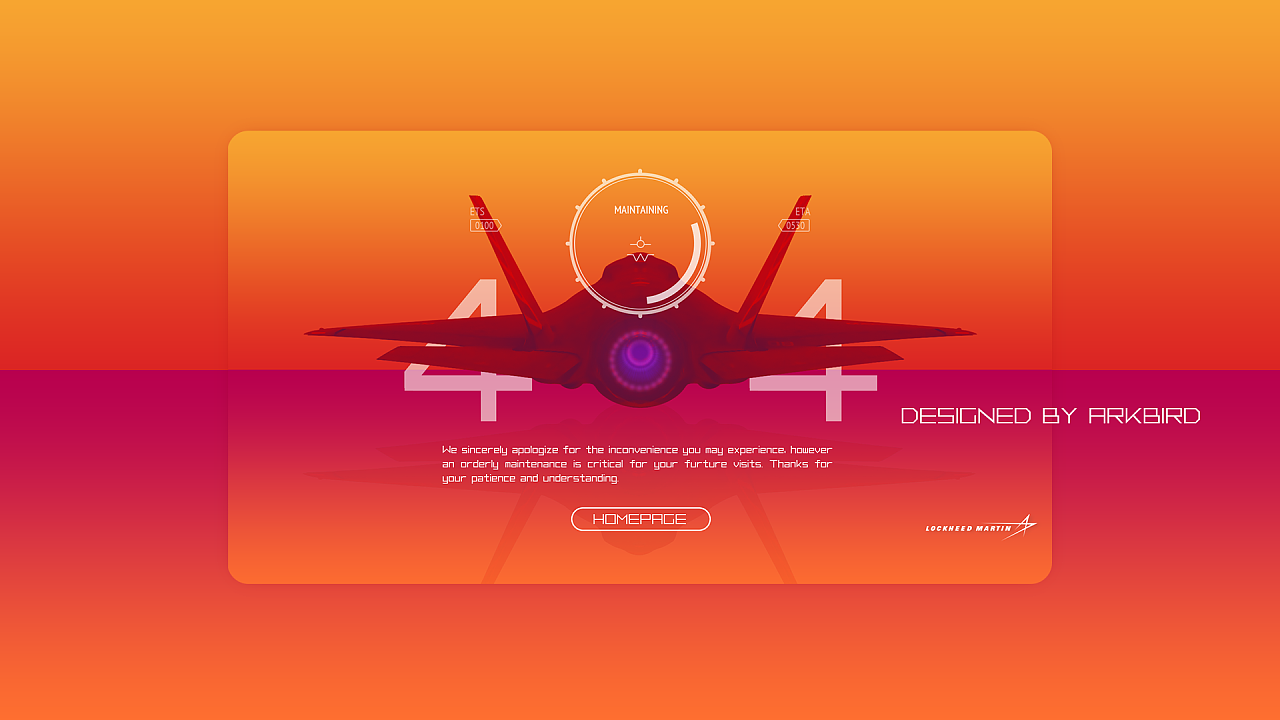 MAINTAINING
ETS
0100
ETA
0530
4 4
DESIGNED BY ARKBIRD
We sincerely apologize for the inconvenience you may experience, however
an orderly maintenance is critical for your furture visits. Thanks for
your patience and understanding.
HOMEPAGE
LOCKHEED MARTIN